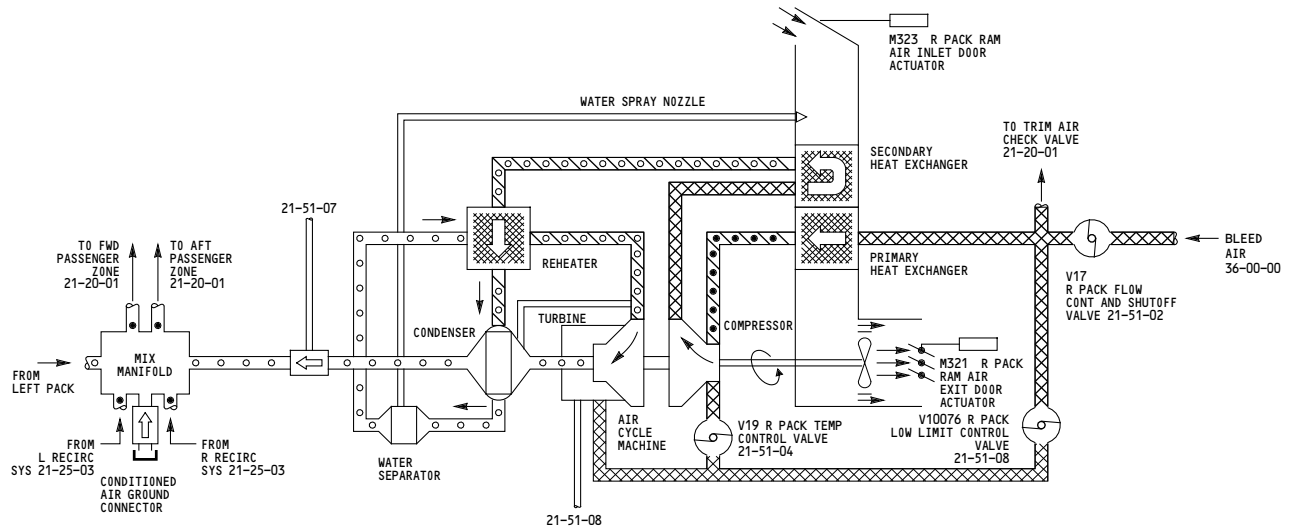 M323 R PACK RAM
AIR INLET DOOR
ACTUATOR
WATER SPRAY NOZZLE
TO TRIM AIR
CHECK VALVE
21-20-01
SECONDARY
HEAT EXCHANGER
21-51-07
TO FWD
PASSENGER
ZONE
21-20-01
TO AFT
PASSENGER
ZONE
21-20-01
REHEATER
PRIMARY
HEAT EXCHANGER
BLEED
AIR
36-00-00
V17
R PACK FLOW
CONT AND SHUTOFF
VALVE 21-51-02
CONDENSER
TURBINE
COMPRESSOR
MIX
MANIFOLD
FROM
LEFT PACK
M321 R PACK
RAM AIR
EXIT DOOR
ACTUATOR
AIR
CYCLE
MACHINE
V19 R PACK TEMP
CONTROL VALVE
21-51-04
V10076 R PACK
LOW LIMIT CONTROL
VALVE
21-51-08
FROM
L RECIRC
SYS 21-25-03
FROM
R RECIRC
SYS 21-25-03
WATER
SEPARATOR
CONDITIONED
AIR GROUND
CONNECTOR
21-51-08